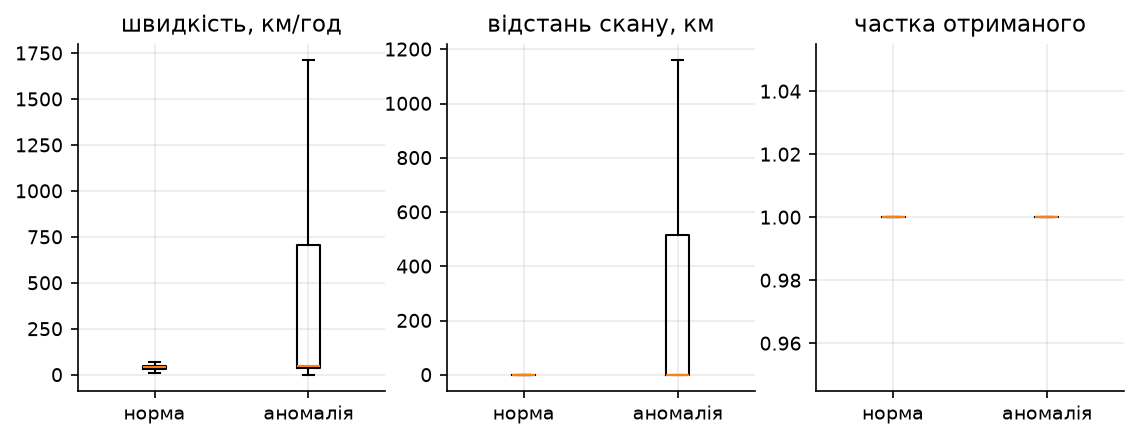 швидкість, км/год
1750
1500
1250
1000
750
500
250
0
норма
аномалія
відстань скану, км
1200
1000
800
600
400
200
0
норма
аномалія
частка отриманого
1.04
1.02
1.00
0.98
0.96
норма
аномалія